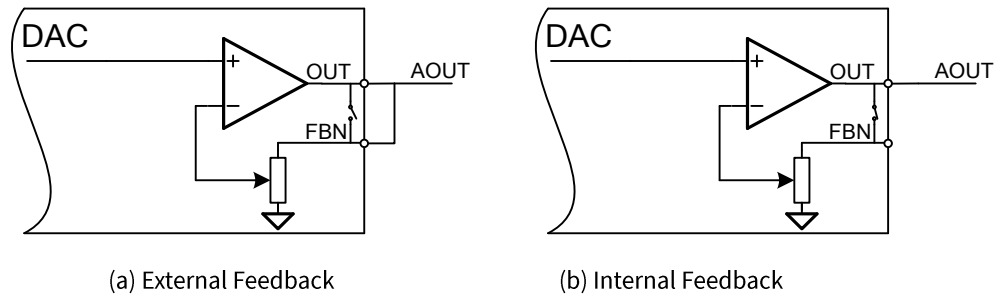 DAC
+
OUT
AOUT
−
FBN
(a) External Feedback
DAC
+
OUT
AOUT
−
FBN
(b) Internal Feedback